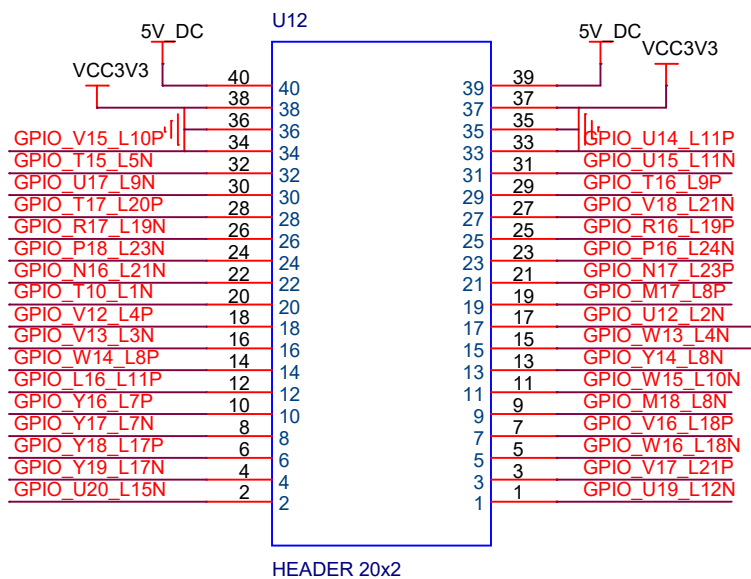 U12
5V_DC 5V_DC
VCC3V3 VCC3V3
40 40 39 39
38 38 37 37
36 36 35 35
GPIO_V15_L10P 34 34 33 33 GPIO_U14_L11P
GPIO_T15_L5N 32 32 31 31 GPIO_U15_L11N
GPIO_U17_L9N 30 30 29 29 GPIO_T16_L9P
GPIO_T17_L20P 28 28 27 27 GPIO_V18_L21N
GPIO_R17_L19N 26 26 25 25 GPIO_R16_L19P
GPIO_P18_L23N 24 24 23 23 GPIO_P16_L24N
GPIO_N16_L21N 22 22 21 21 GPIO_N17_L23P
GPIO_T10_L1N 20 20 19 19 GPIO_M17_L8P
GPIO_V12_L4P 18 18 17 17 GPIO_U12_L2N
GPIO_V13_L3N 16 16 15 15 GPIO_W13_L4N
GPIO_W14_L8P 14 14 13 13 GPIO_Y14_L8N
GPIO_L16_L11P 12 12 11 11 GPIO_W15_L10N
GPIO_Y16_L7P 10 10 9 9 GPIO_M18_L8N
GPIO_Y17_L7N 8 8 7 7 GPIO_V16_L18P
GPIO_Y18_L17P 6 6 5 5 GPIO_W16_L18N
GPIO_Y19_L17N 4 4 3 3 GPIO_V17_L21P
GPIO_U20_L15N 2 2 1 1 GPIO_U19_L12N
HEADER 20x2